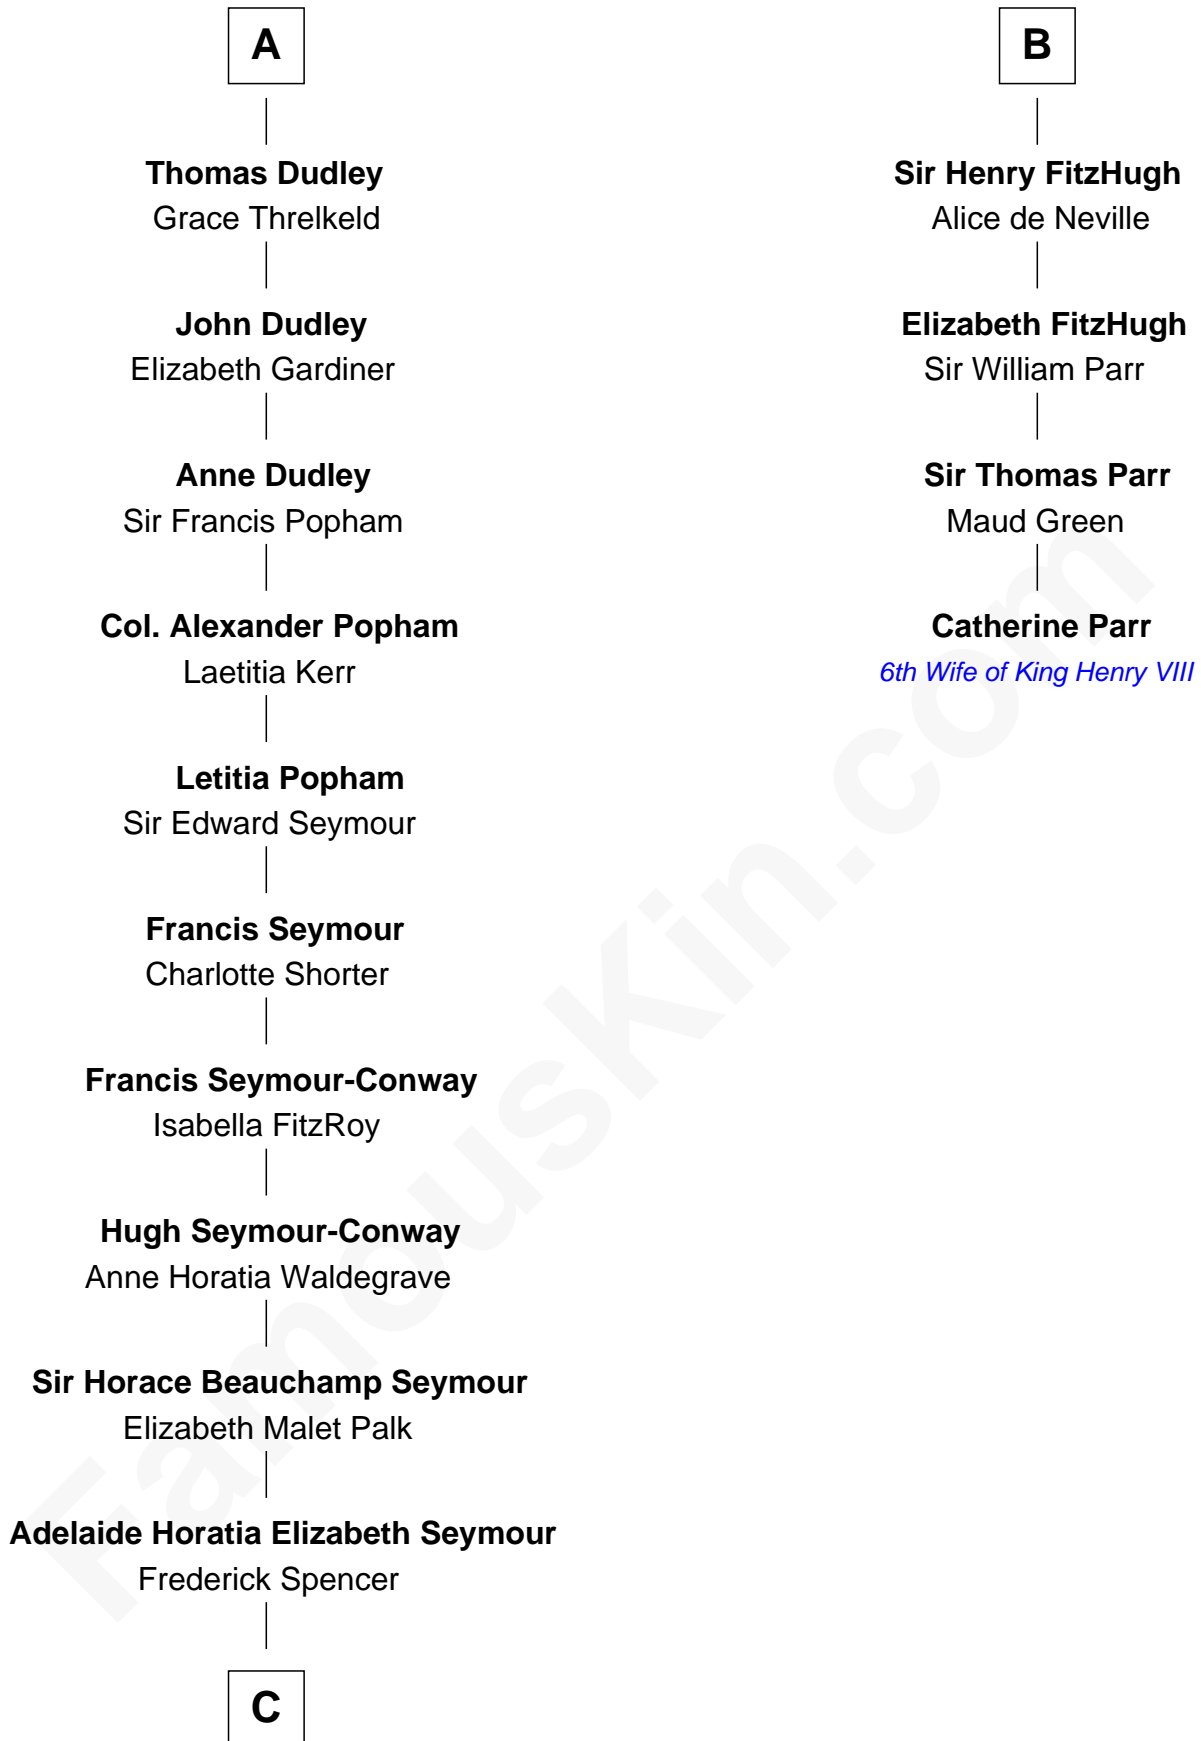 A
Thomas Dudley
Grace Threlkeld
John Dudley
Elizabeth Gardiner
Anne Dudley
Sir Francis Popham
Col. Alexander Popham
Laetitia Kerr
Letitia Popham
Sir Edward Seymour
Francis Seymour
Charlotte Shorter
Francis Seymour-Conway
Isabella FitzRoy
Hugh Seymour-Conway
Anne Horatia Waldegrave
Sir Horace Beauchamp Seymour
Elizabeth Malet Palk
Adelaide Horatia Elizabeth Seymour
Frederick Spencer
C
B
Sir Henry FitzHugh
Alice de Neville
Elizabeth FitzHugh
Sir William Parr
Sir Thomas Parr
Maud Green
Catherine Parr
6th Wife of King Henry VIII
FamousKin.com